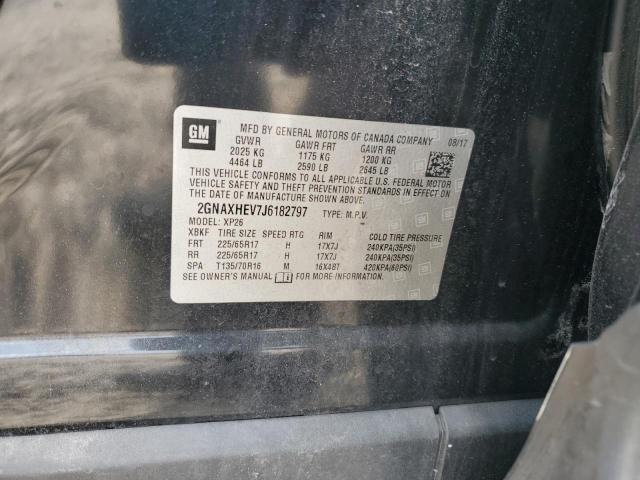 GM
MFD BY GENERAL MOTORS OF CANADA COMPANY 08/17
GVWR GAWR FRT GAWR RR
2025 KG 1175 KG 1200 KG
4464 LB 2590 LB 2645 LB
THIS VEHICLE CONFORMS TO ALL APPLICABLE U.S. FEDERAL MOTOR
VEHICLE SAFETY AND THEFT PREVENTION STANDARDS IN EFFECT ON
THE DATE OF MANUFACTURE SHOWN ABOVE.
2GNAXHEV7J6182797 TYPE: M.P.V.
MODEL: XP26
XBKF TIRE SIZE SPEED RTG RIM COLD TIRE PRESSURE
FRT 225/65R17 H 17X7J 240KPA(35PSI)
RR 225/65R17 H 17X7J 240KPA(35PSI)
SPA T135/70R16 M 16X4BT 420KPA(60PSI)
SEE OWNER'S MANUAL FOR MORE INFORMATION.